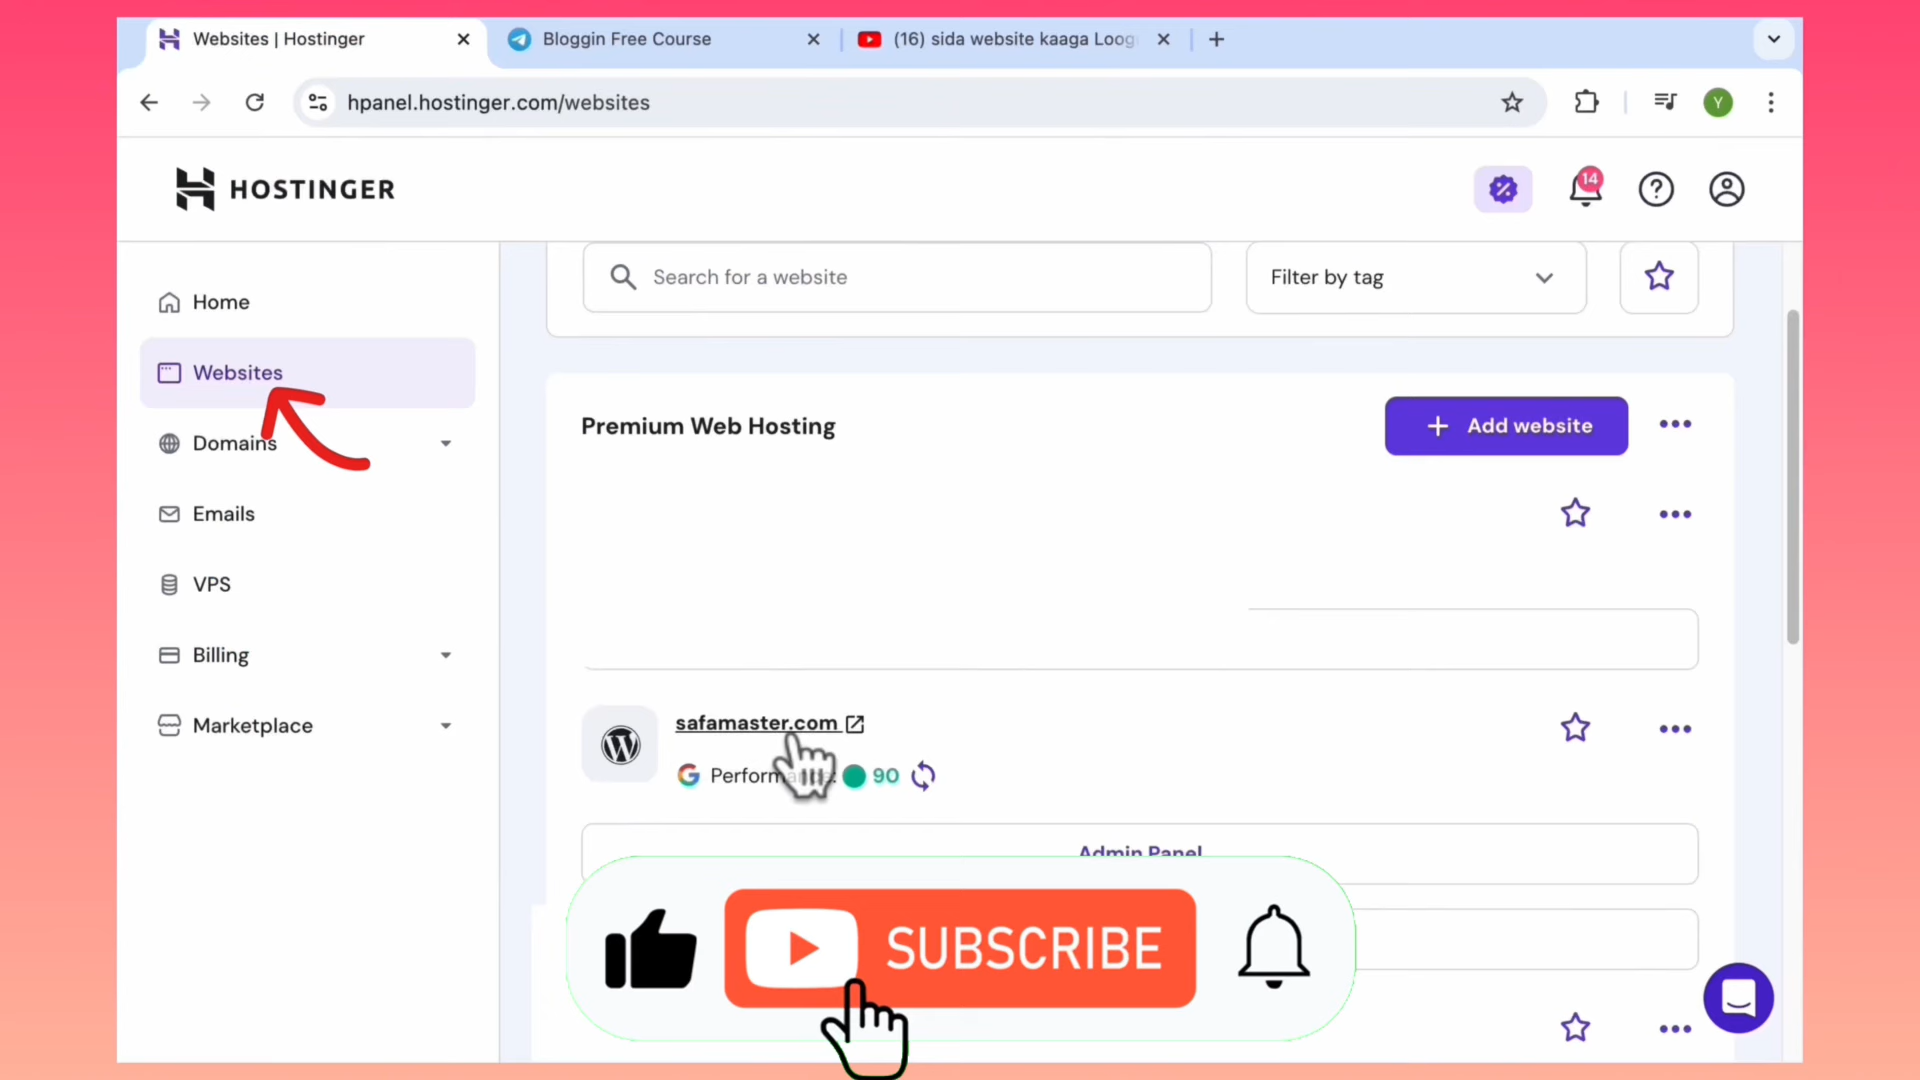 Websites | Hostinger
Bloggin Free Course
(16) sida website kaaga Loog
hpanel.hostinger.com/websites
Y
HOSTINGER
14
Home
Websites
Domains
Emails
VPS
Billing
Marketplace
Search for a website
Filter by tag
Premium Web Hosting
Add website
safamaster.com
Performance: 90
Admin Panel
SUBSCRIBE